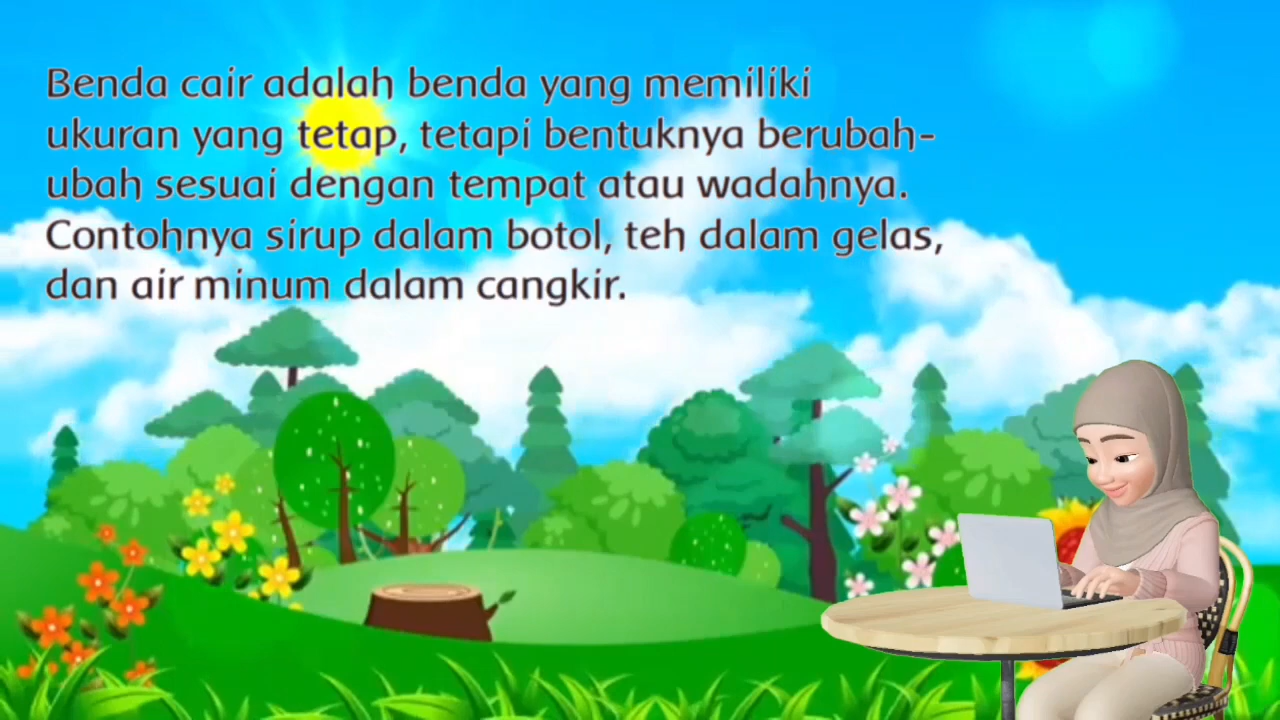 Benda cair adalah benda yang memiliki
ukuran yang tetap, tetapi bentuknya berubah-
ubah sesuai dengan tempat atau wadahnya.
Contohnya sirup dalam botol, teh dalam gelas,
dan air minum dalam cangkir.